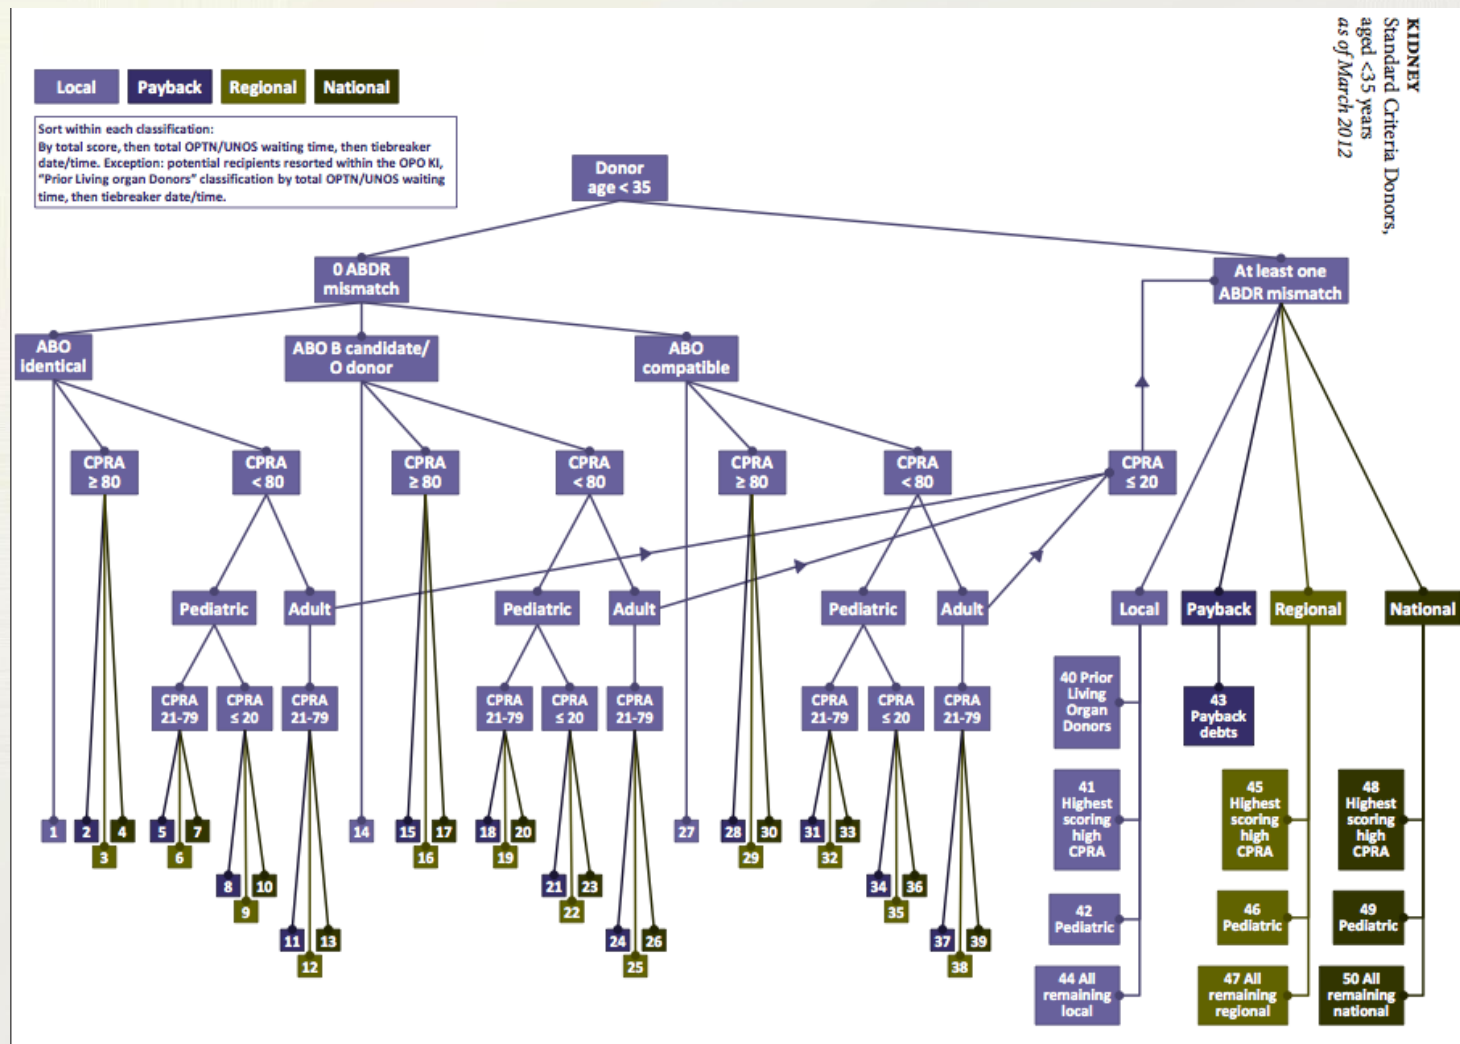 KIDNEY
Standard Criteria Donors,
aged <35 years
as of March 2012
Local
Payback
Regional
National
Sort within each classification:
By total score, then total OPTN/UNOS waiting time, then tiebreaker
date/time. Exception: potential recipients resorted within the OPO KI,
“Prior Living organ Donors” classification by total OPTN/UNOS waiting
time, then tiebreaker date/time.
Donor
age < 35
0 ABDR
mismatch
At least one
ABDR mismatch
ABO
identical
ABO B candidate/
O donor
ABO
compatible
CPRA
≥ 80
CPRA
< 80
CPRA
≥ 80
CPRA
< 80
CPRA
≥ 80
CPRA
< 80
CPRA
≤ 20
Pediatric
Adult
Pediatric
Adult
Pediatric
Adult
Local
Payback
Regional
National
CPRA
21-79
CPRA
≤ 20
CPRA
21-79
CPRA
21-79
CPRA
≤ 20
CPRA
21-79
CPRA
21-79
CPRA
≤ 20
CPRA
21-79
1
2
3
4
5
6
7
8
9
10
11
12
13
14
15
16
17
18
19
20
21
22
23
24
25
26
27
28
29
30
31
32
33
34
35
36
37
38
39
40 Prior
Living
Organ
Donors
41
Highest
scoring
high
CPRA
42
Pediatric
43
Payback
debts
44 All
remaining
local
45
Highest
scoring
high
CPRA
46
Pediatric
47 All
remaining
regional
48
Highest
scoring
high
CPRA
49
Pediatric
50 All
remaining
national